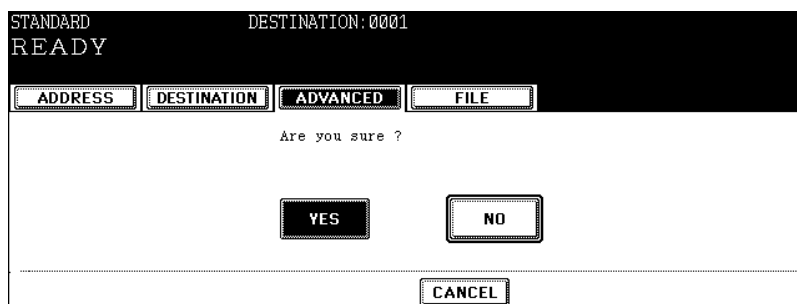 STANDARD DESTINATION:0001
READY
ADDRESS DESTINATION ADVANCED FILE
Are you sure ?
YES NO
CANCEL